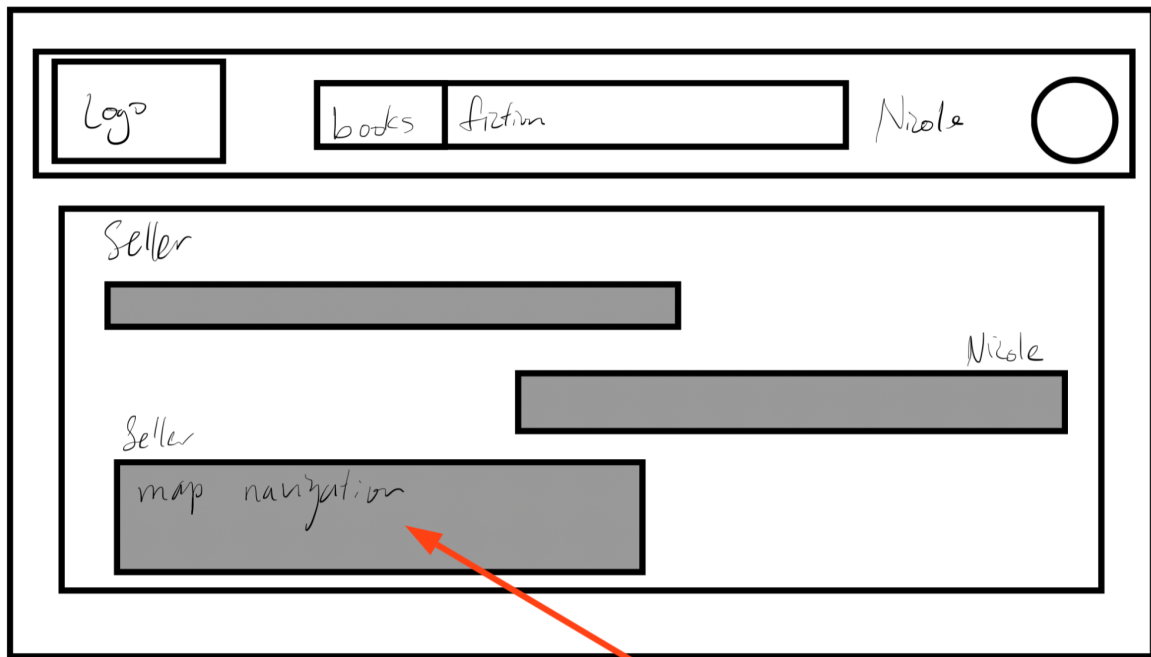 Logo
books fiction Nicole
Seller
Nicole
Seller
map navigation